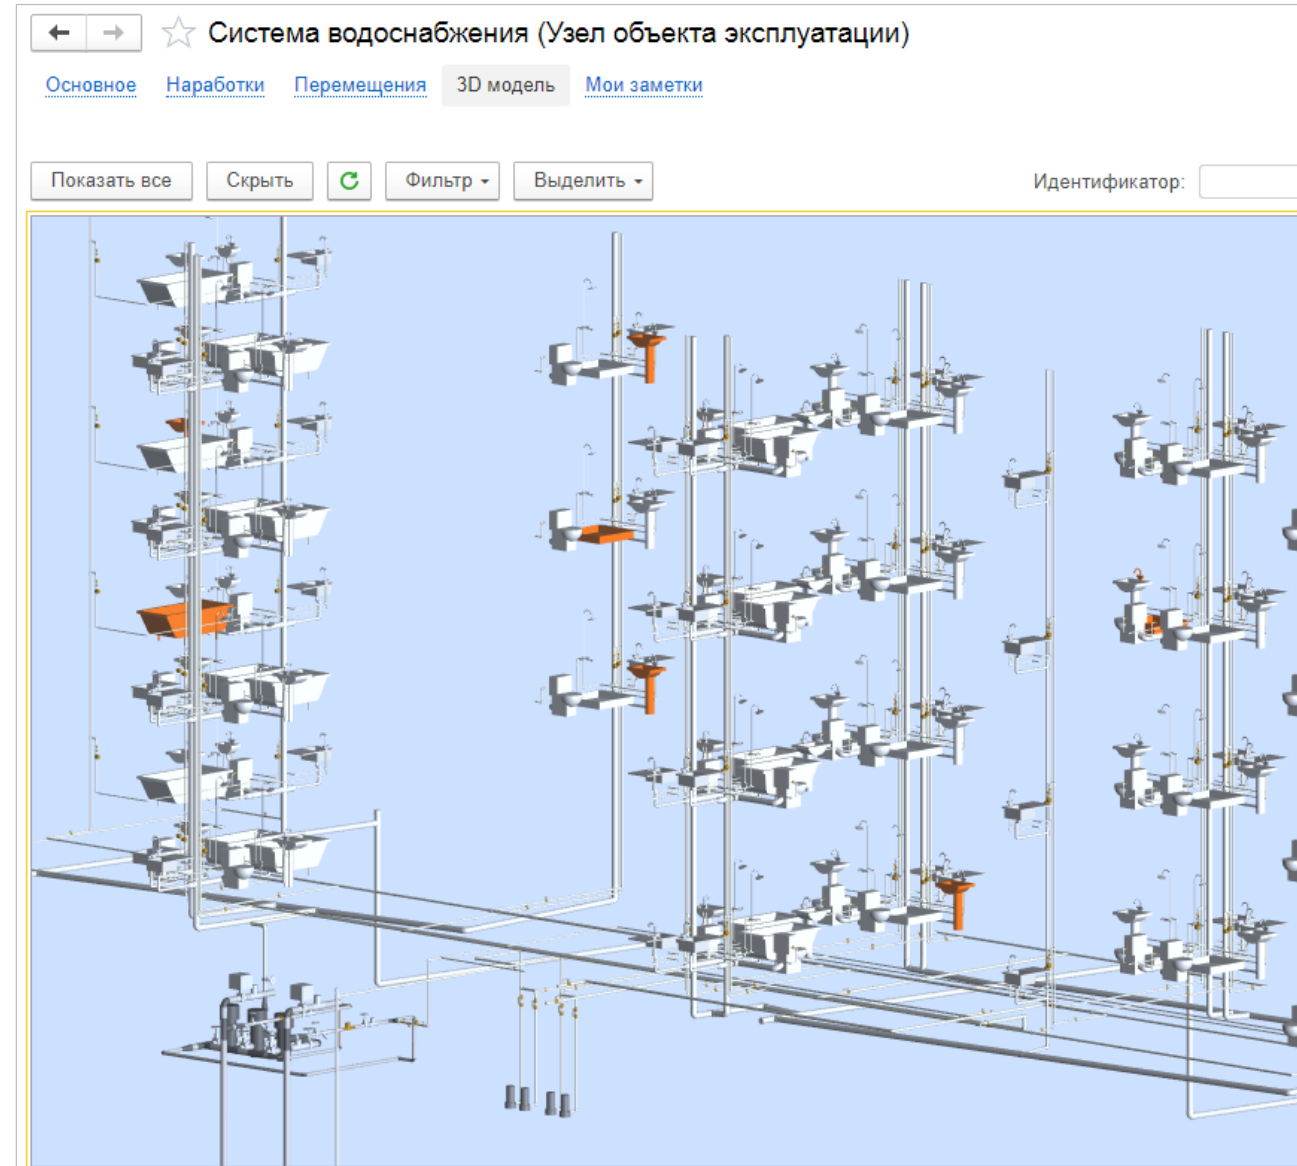 Система водоснабжения (Узел объекта эксплуатации)
Основное Наработки Перемещения 3D модель Мои заметки
Показать все Скрыть Фильтр Выделить Идентификатор: